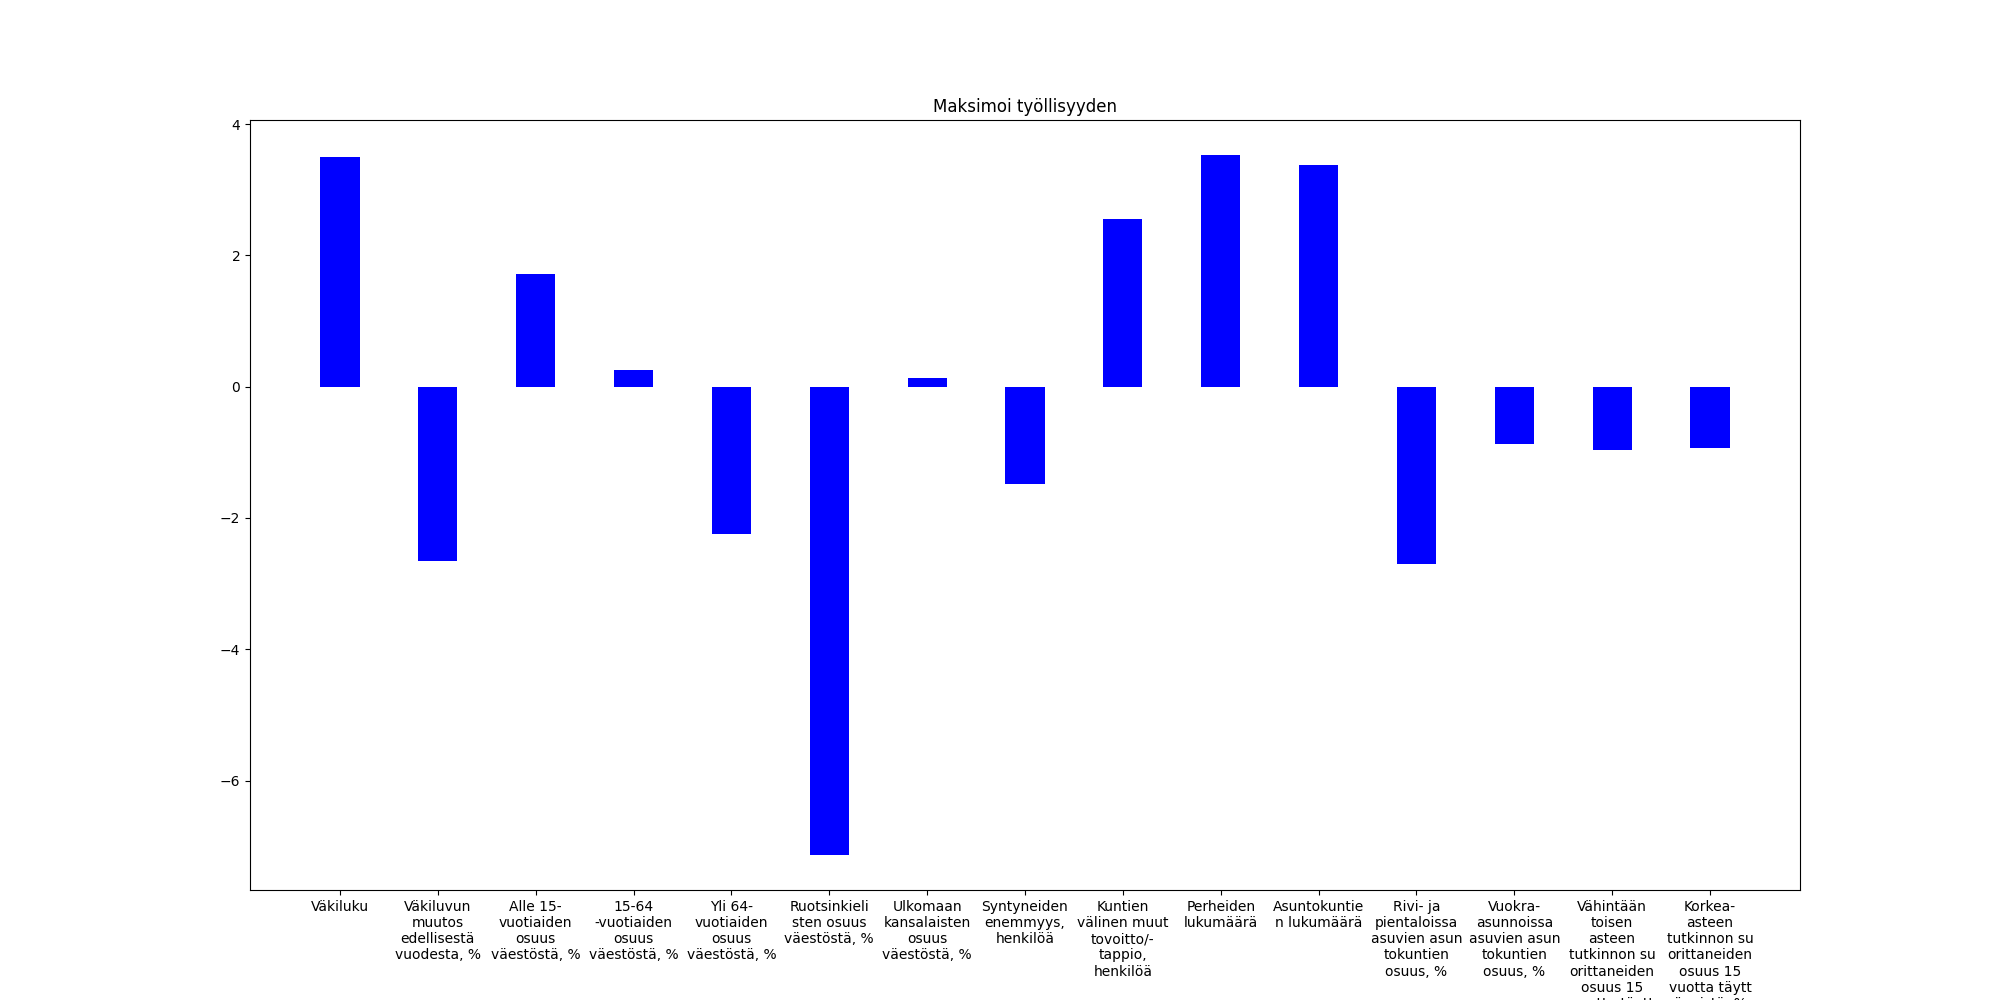 Maksimoi työllisyyden
4
2
0
−2
−4
−6
Väkiluku
Väkiluvun
muutos
edellisestä
vuodesta, %
Alle 15-
vuotiaiden
osuus
väestöstä, %
15-64
-vuotiaiden
osuus
väestöstä, %
Yli 64-
vuotiaiden
osuus
väestöstä, %
Ruotsinkieli
sten osuus
väestöstä, %
Ulkomaan
kansalaisten
osuus
väestöstä, %
Syntyneiden
enemmyys,
henkilöä
Kuntien
välinen muut
tovoitto/-
tappio,
henkilöä
Perheiden
lukumäärä
Asuntokuntie
n lukumäärä
Rivi- ja
pientaloissa
asuvien asun
tokuntien
osuus, %
Vuokra-
asunnoissa
asuvien asun
tokuntien
osuus, %
Vähintään
toisen
asteen
tutkinnon su
orittaneiden
osuus 15
Korkea-
asteen
tutkinnon su
orittaneiden
osuus 15
vuotta täytt